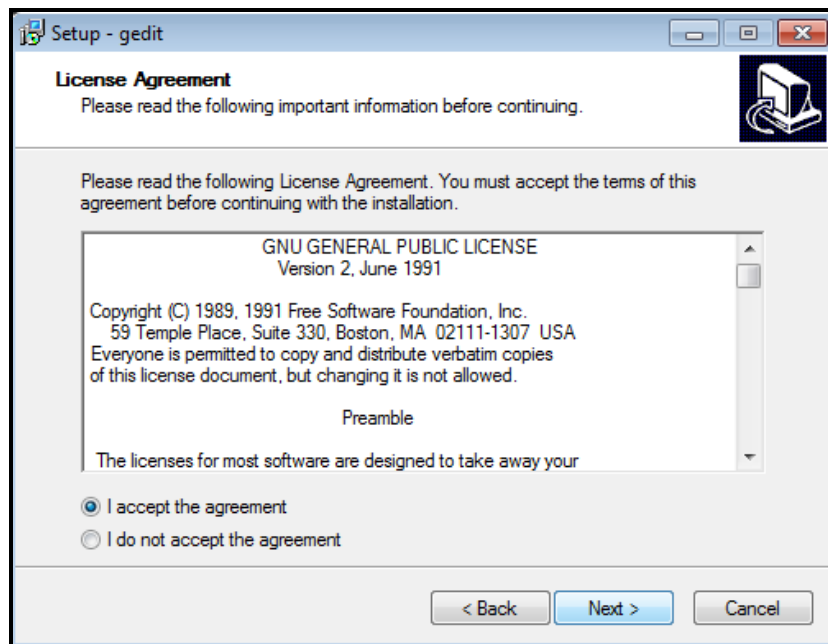 Setup - gedit
License Agreement
Please read the following important information before continuing.
Please read the following License Agreement. You must accept the terms of this
agreement before continuing with the installation.
GNU GENERAL PUBLIC LICENSE
Version 2, June 1991
Copyright (C) 1989, 1991 Free Software Foundation, Inc.
59 Temple Place, Suite 330, Boston, MA  02111-1307  USA
Everyone is permitted to copy and distribute verbatim copies
of this license document, but changing it is not allowed.
Preamble
The licenses for most software are designed to take away your
I accept the agreement
I do not accept the agreement
< Back
Next >
Cancel